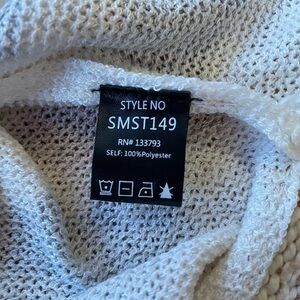 STYLE NO
SMST149
RN# 133793
SELF: 100%Polyester